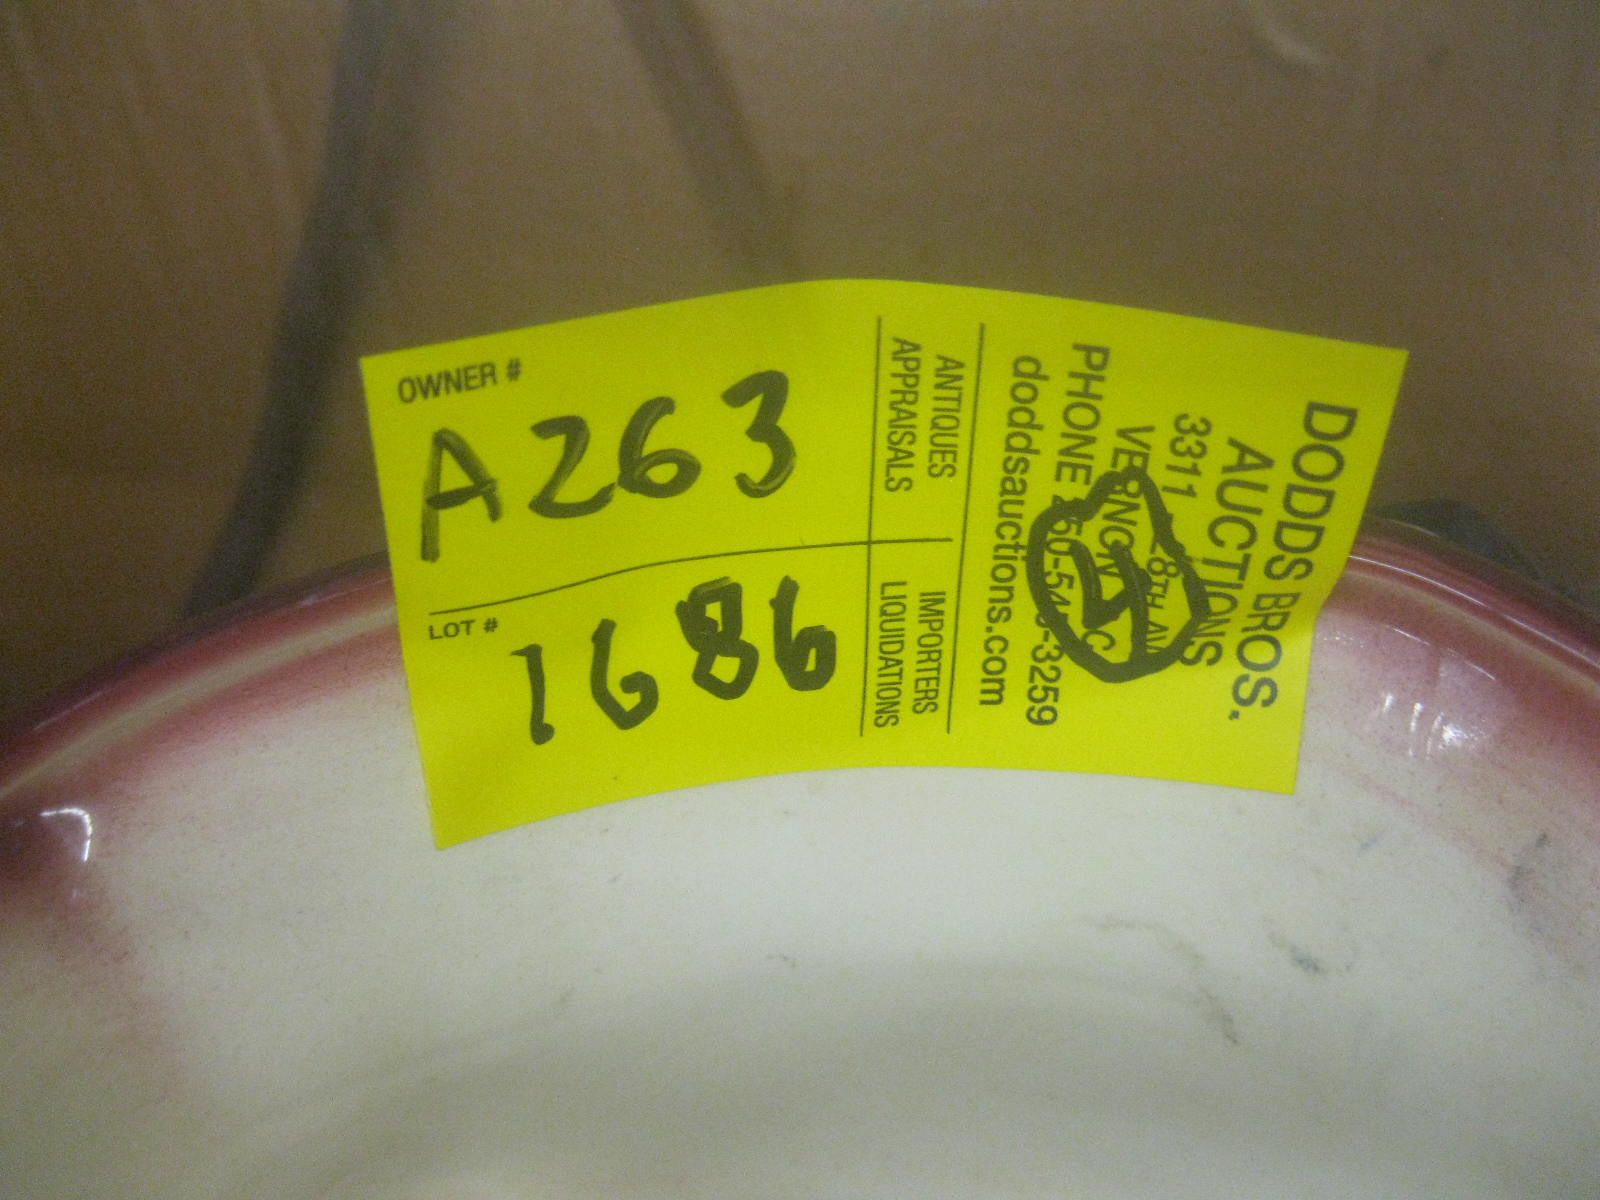 OWNER #
A263
LOT #
1686
ANTIQUES
APPRAISALS
IMPORTERS
LIQUIDATIONS
DODDS BROS.
AUCTIONS
3311
PHONE
3259
doddsauctions.com